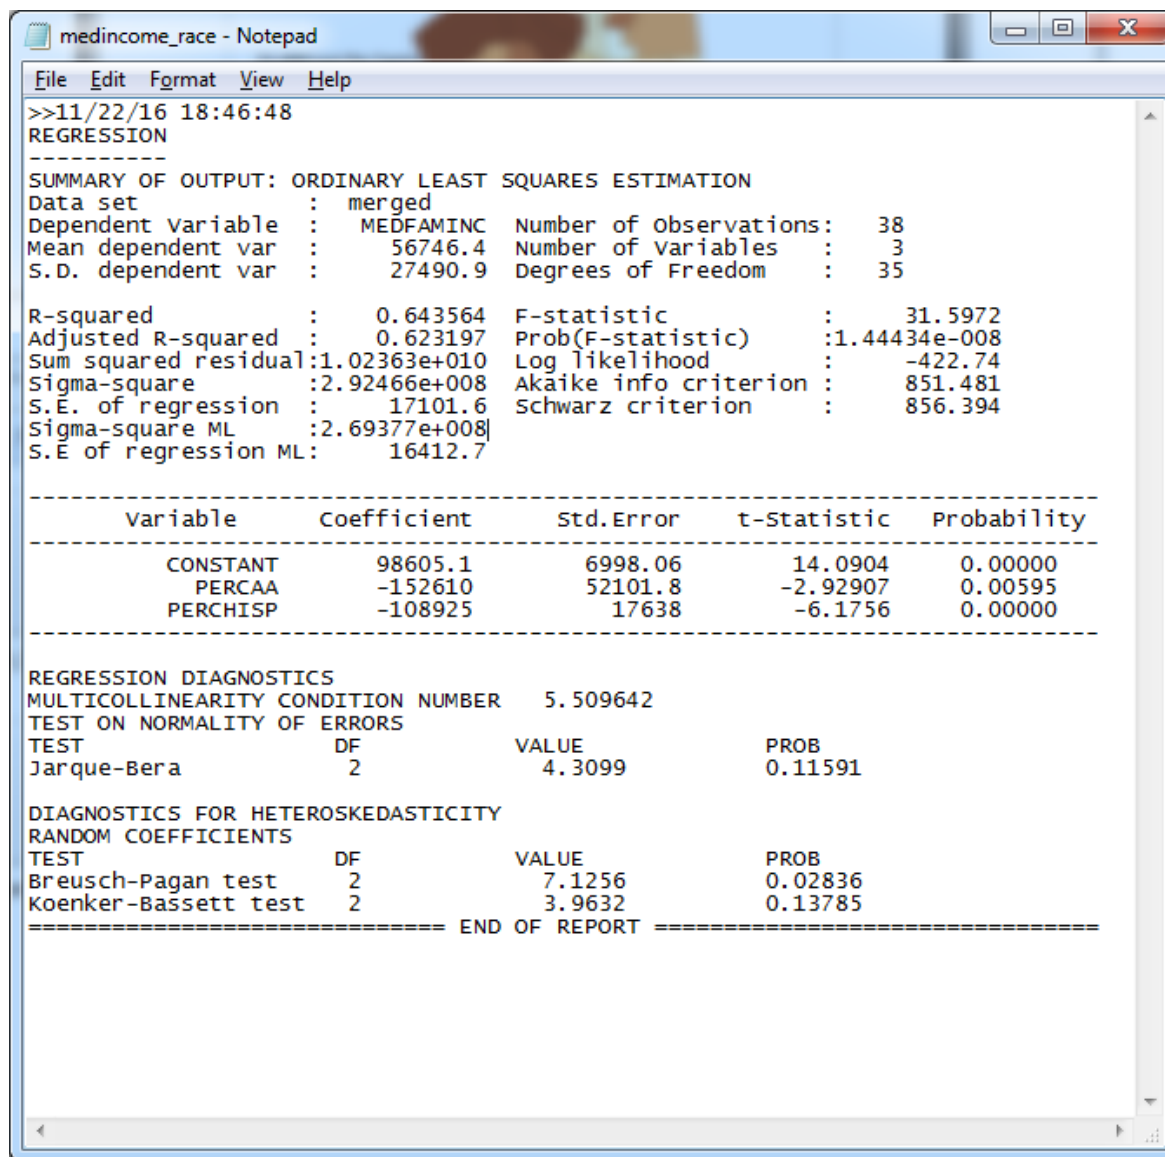 medincome_race - Notepad
File Edit Format View Help
>>11/22/16 18:46:48
REGRESSION
----------
SUMMARY OF OUTPUT: ORDINARY LEAST SQUARES ESTIMATION
Data set            :  merged
Dependent Variable  :    MEDFAMINC  Number of Observations:   38
Mean dependent var  :      56746.4  Number of Variables   :    3
S.D. dependent var  :      27490.9  Degrees of Freedom    :   35
R-squared           :     0.643564  F-statistic           :     31.5972
Adjusted R-squared  :     0.623197  Prob(F-statistic)     :1.44434e-008
Sum squared residual:1.02363e+010  Log likelihood        :     -422.74
Sigma-square        :2.92466e+008  Akaike info criterion :     851.481
S.E. of regression  :      17101.6  Schwarz criterion     :     856.394
Sigma-square ML     :2.69377e+008
S.E of regression ML:      16412.7
-----------------------------------------------------------------------------
Variable      Coefficient      Std.Error    t-Statistic   Probability
-----------------------------------------------------------------------------
CONSTANT       98605.1        6998.06        14.0904      0.00000
PERCAA       -152610        52101.8       -2.92907      0.00595
PERCHISP       -108925          17638        -6.1756      0.00000
-----------------------------------------------------------------------------
REGRESSION DIAGNOSTICS
MULTICOLLINEARITY CONDITION NUMBER   5.509642
TEST ON NORMALITY OF ERRORS
TEST                  DF           VALUE             PROB
Jarque-Bera            2             4.3099            0.11591
DIAGNOSTICS FOR HETEROSKEDASTICITY
RANDOM COEFFICIENTS
TEST                  DF           VALUE             PROB
Breusch-Pagan test     2             7.1256            0.02836
Koenker-Bassett test   2             3.9632            0.13785
============================== END OF REPORT ================================